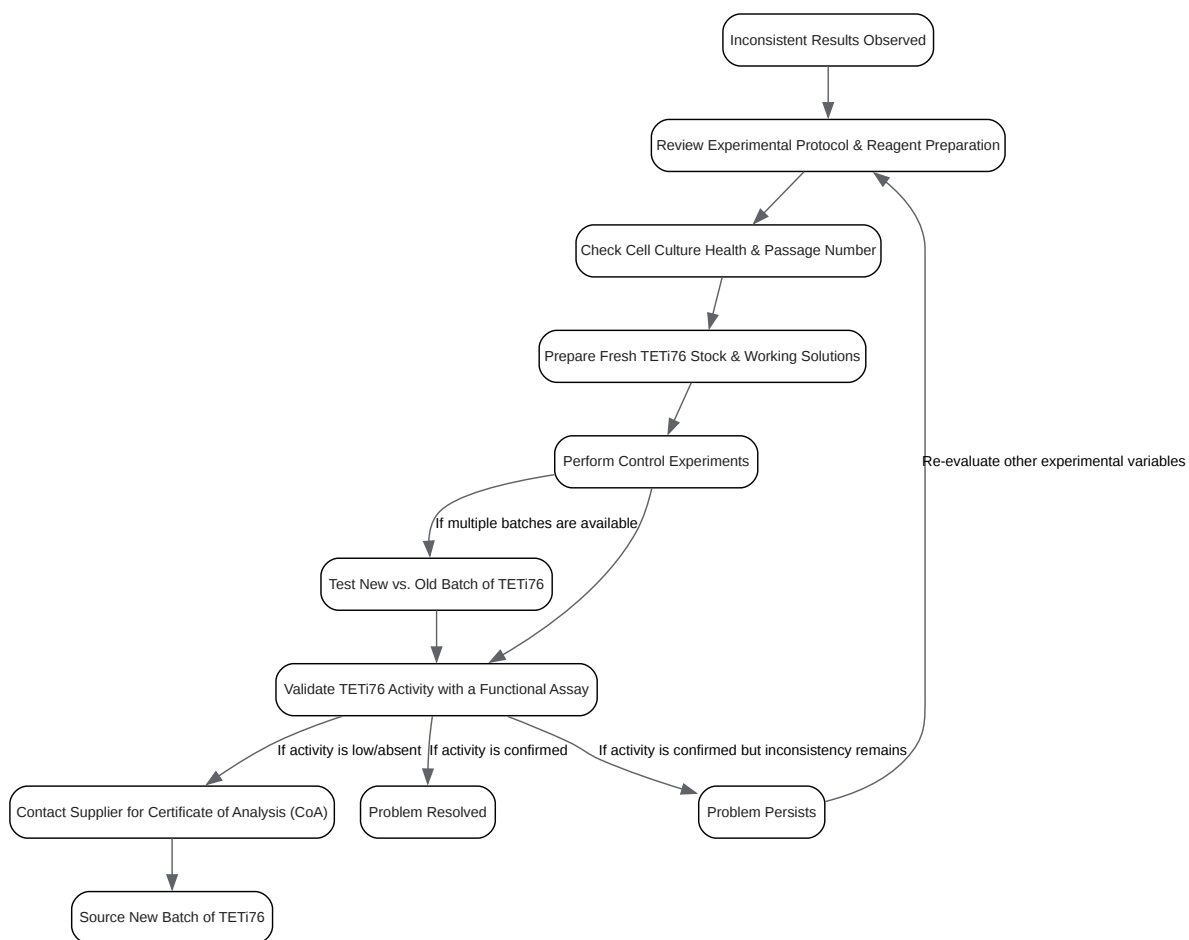 Inconsistent Results Observed
Review Experimental Protocol & Reagent Preparation
Check Cell Culture Health & Passage Number
Prepare Fresh TETi76 Stock & Working Solutions
Perform Control Experiments
Re-evaluate other experimental variables
If multiple batches are available
Test New vs. Old Batch of TETi76
Validate TETi76 Activity with a Functional Assay
If activity is low/absent
If activity is confirmed
If activity is confirmed but inconsistency remains
Contact Supplier for Certificate of Analysis (CoA)
Problem Resolved
Problem Persists
Source New Batch of TETi76